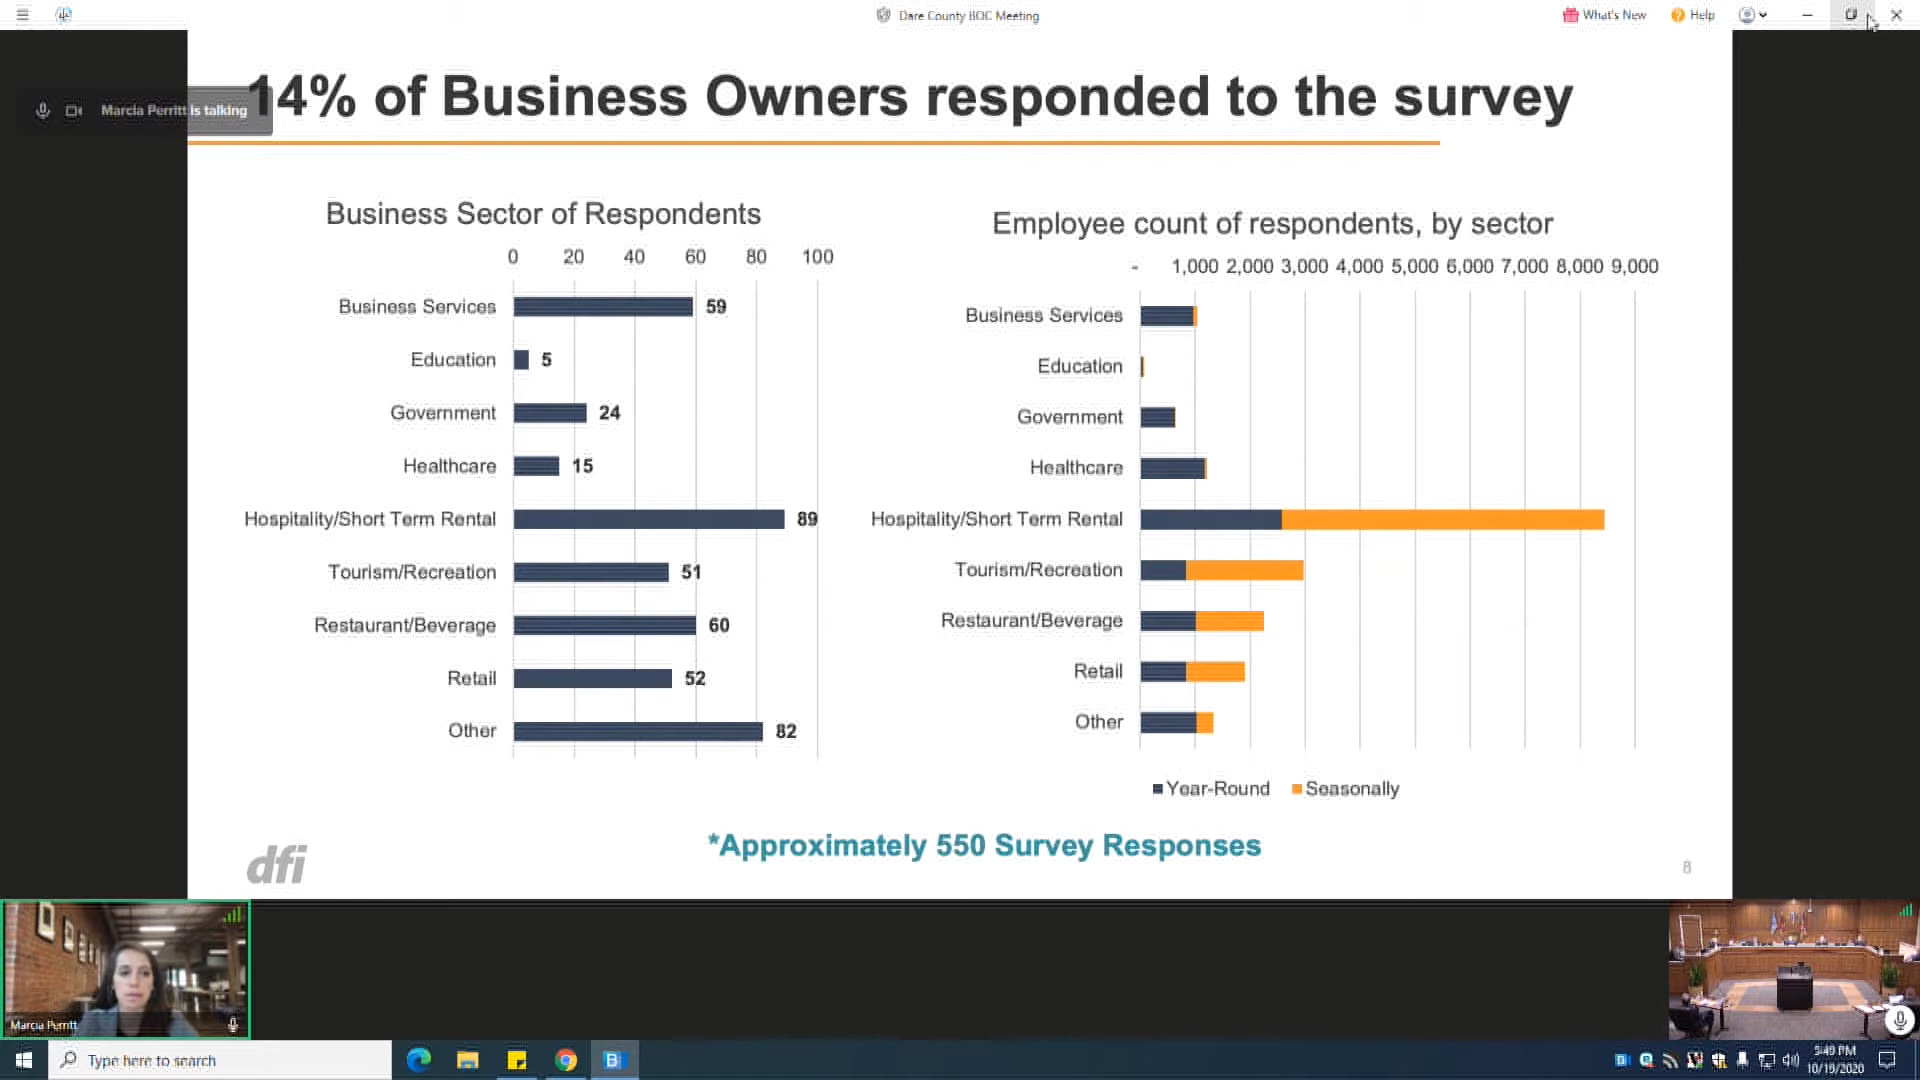 Dare County BOC Meeting
What's New
Help
Marcia Perritt is talking
14% of Business Owners responded to the survey
Business Sector of Respondents
0 20 40 60 80 100
Business Services 59
Education 5
Government 24
Healthcare 15
Hospitality/Short Term Rental 89
Tourism/Recreation 51
Restaurant/Beverage 60
Retail 52
Other 82
Employee count of respondents, by sector
- 1,000 2,000 3,000 4,000 5,000 6,000 7,000 8,000 9,000
Business Services
Education
Government
Healthcare
Hospitality/Short Term Rental
Tourism/Recreation
Restaurant/Beverage
Retail
Other
Year-Round Seasonally
*Approximately 550 Survey Responses
dfi
8
Marcia Perritt
Type here to search
5:49 PM
10/19/2020